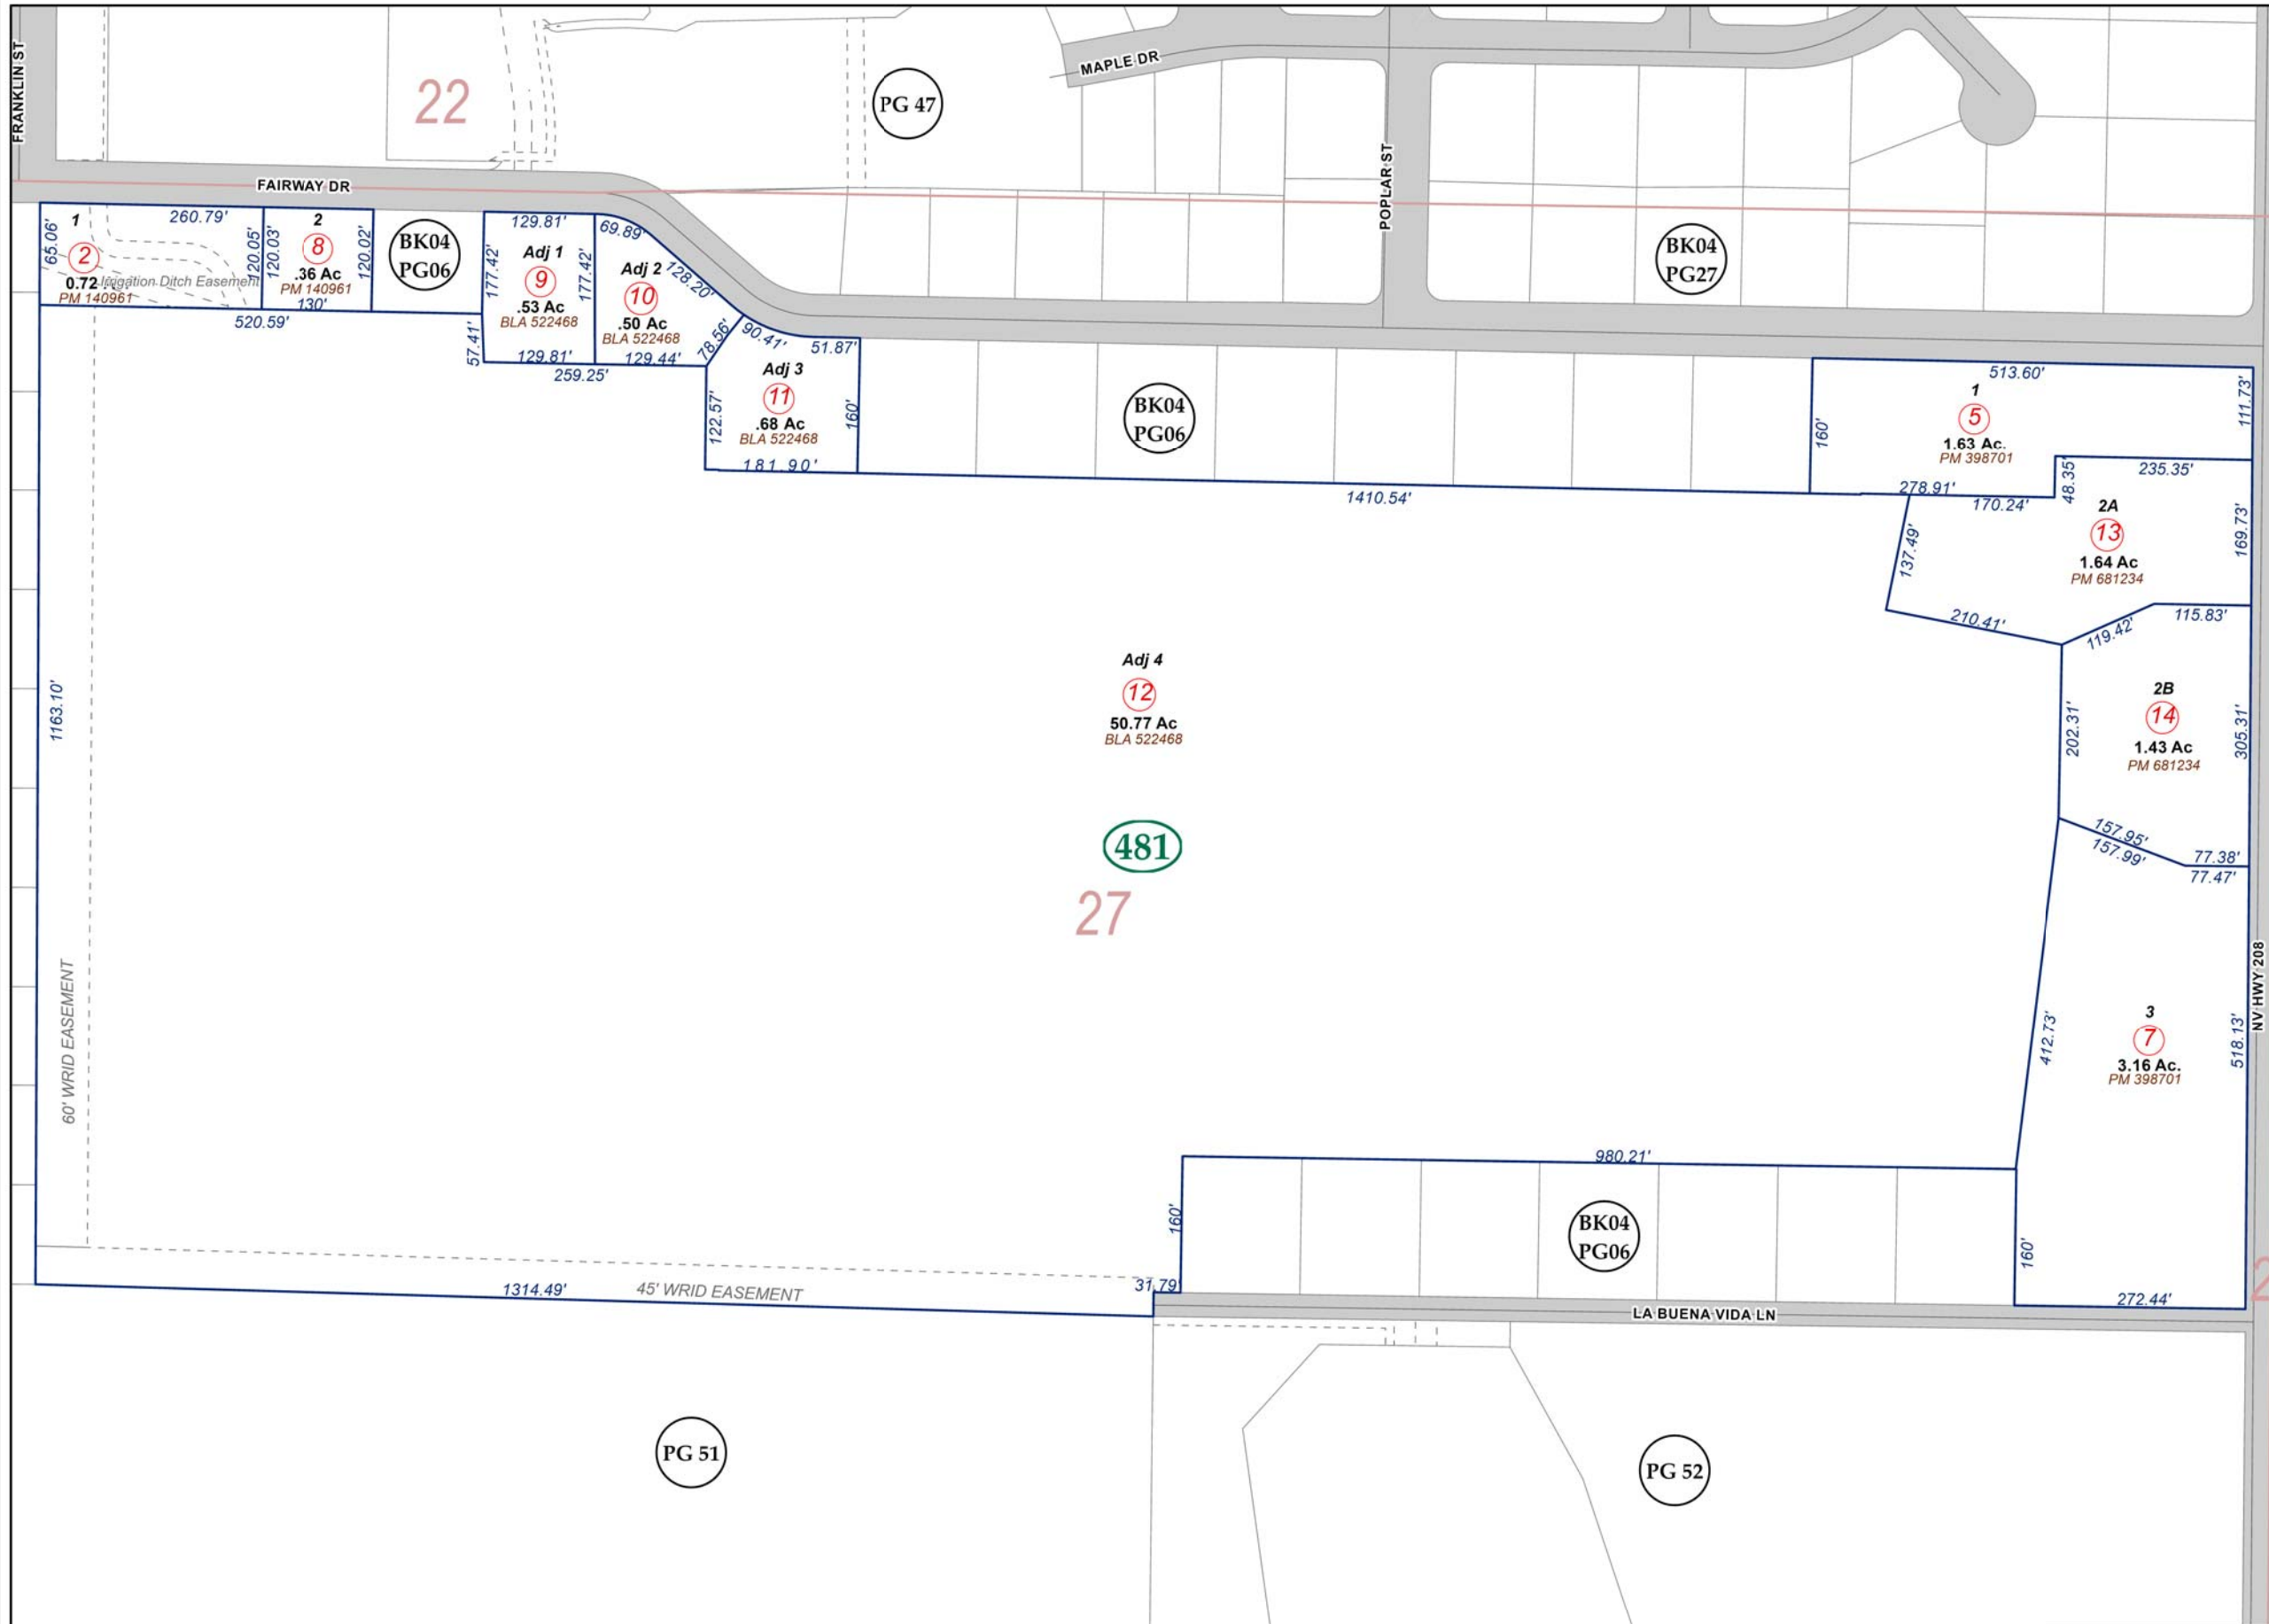 FRANKLIN ST
22
PG 47
MAPLE DR
POPLAR ST
FAIRWAY DR
1
260.79'
65.06'
2
0.72
PM 140961
Irrigation Ditch Easement
120.05'
520.59'
2
120.03'
8
120.02'
.36 Ac
PM 140961
130'
BK04
PG06
129.81'
177.42'
Adj 1
9
.53 Ac
BLA 522468
177.42'
129.81'
57.41'
259.25'
69.89'
Adj 2
128.20'
10
.50 Ac
BLA 522468
129.44'
78.56'
90.41'
51.87'
Adj 3
11
.68 Ac
BLA 522468
122.57'
160'
181.90'
BK04
PG27
BK04
PG06
1410.54'
513.60'
1
5
1.63 Ac.
PM 398701
160'
111.73'
278.91'
170.24'
48.35'
235.35'
2A
13
1.64 Ac
PM 681234
169.73'
137.49'
210.41'
119.42'
115.83'
2B
14
1.43 Ac
PM 681234
202.31'
305.31'
157.95'
157.99'
77.38'
77.47'
Adj 4
12
50.77 Ac
BLA 522468
481
27
1163.10'
60' WRID EASEMENT
NV HWY 208
3
7
3.16 Ac.
PM 398701
412.73'
518.13'
980.21'
160'
BK04
PG06
160'
272.44'
31.79'
1314.49'
45' WRID EASEMENT
LA BUENA VIDA LN
2
PG 51
PG 52